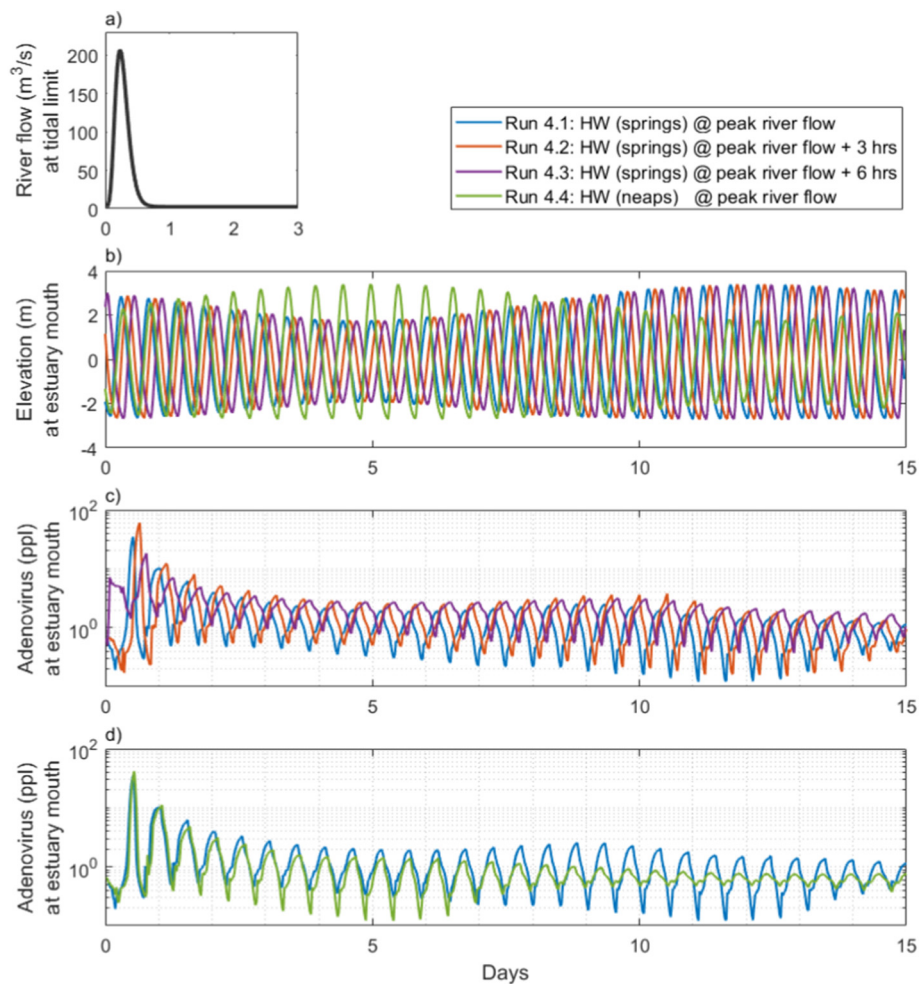 a)
River flow (m³/s)
at tidal limit
200
150
100
50
0
0 1 2 3
Run 4.1: HW (springs) @ peak river flow
Run 4.2: HW (springs) @ peak river flow + 3 hrs
Run 4.3: HW (springs) @ peak river flow + 6 hrs
Run 4.4: HW (neaps) @ peak river flow
b)
Elevation (m)
at estuary mouth
4
2
0
-2
-4
0 5 10 15
c)
Adenovirus (ppl)
at estuary mouth
10²
10⁰
0 5 10 15
d)
Adenovirus (ppl)
at estuary mouth
10²
10⁰
0 5 10 15
Days